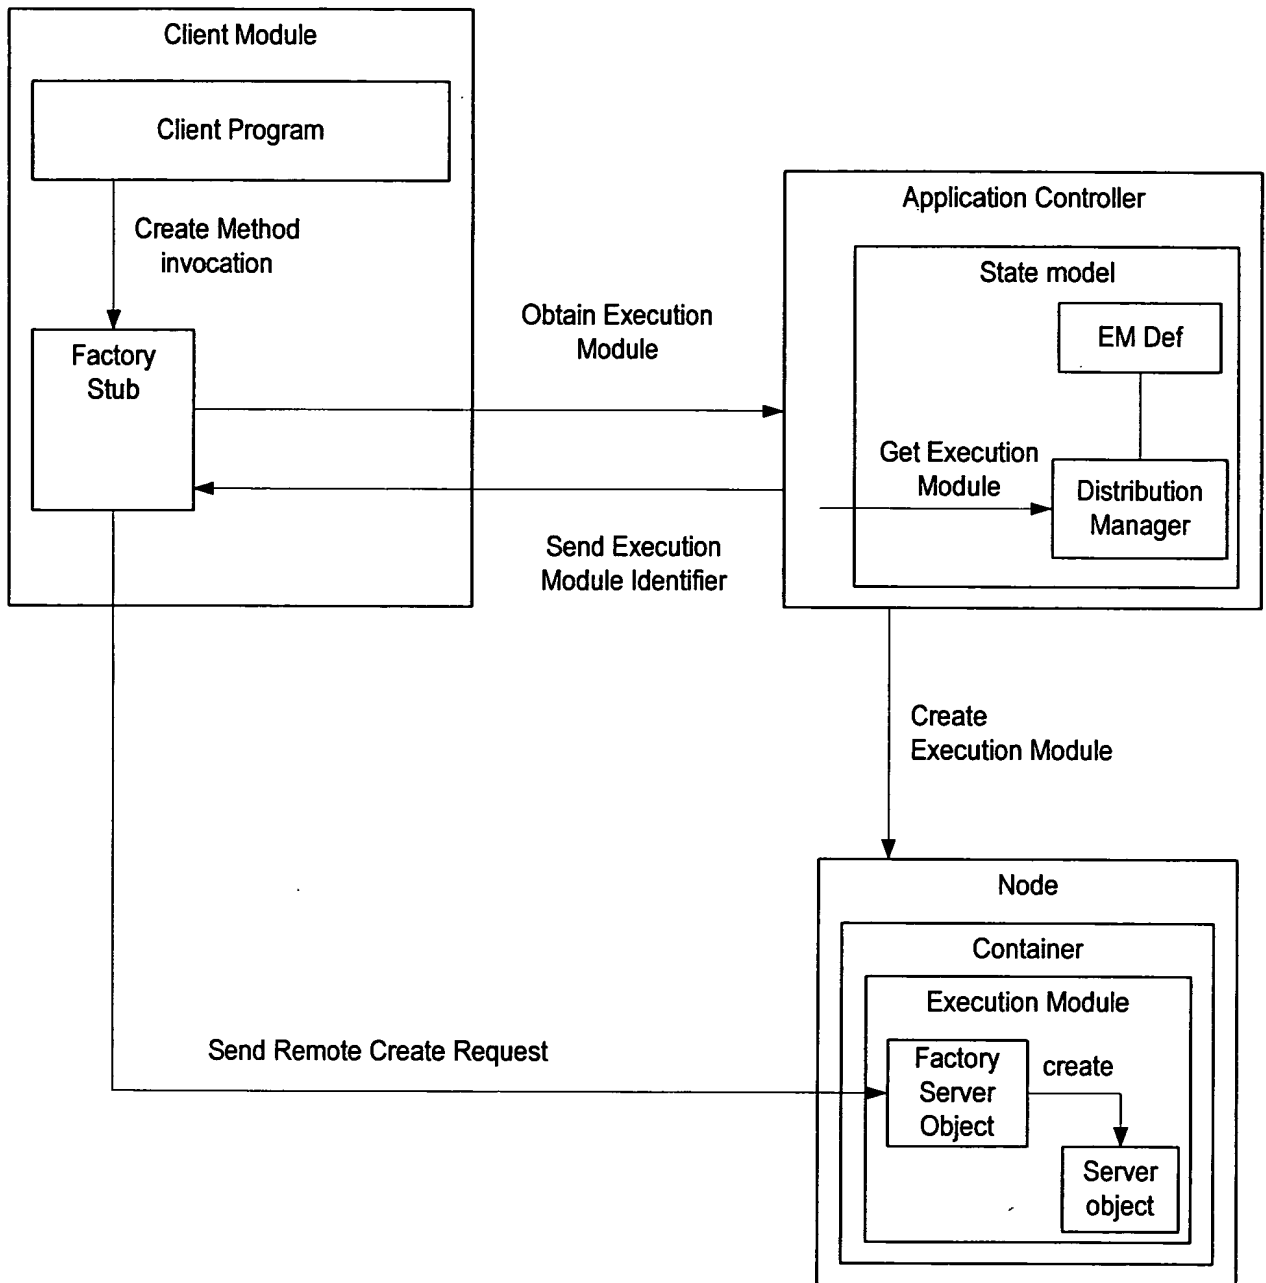 Client Module
Client Program
Create Method
invocation
Factory
Stub
Obtain Execution
Module
Send Execution
Module Identifier
Application Controller
State model
EM Def
Get Execution
Module
Distribution
Manager
Create
Execution Module
Node
Container
Execution Module
Factory
Server
Object
create
Server
object
Send Remote Create Request